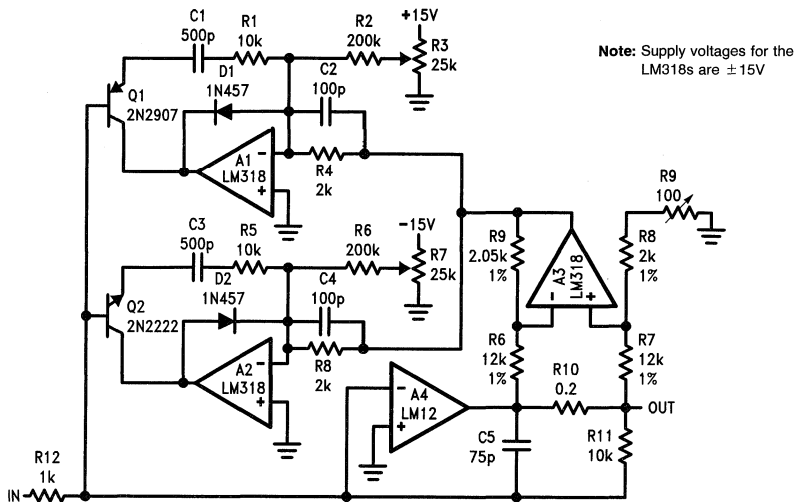 C1
500p
R1
10k
R2
200k
+15V
R3
25k
Note: Supply voltages for the
LM318s are ±15V
D1
1N457
C2
100p
Q1
2N2907
A1
LM318
−
+
R4
2k
C3
500p
R5
10k
R6
200k
−15V
R7
25k
D2
1N457
C4
100p
Q2
2N2222
A2
LM318
−
+
R8
2k
R9
100
R9
2.05k
1%
A3
LM318
−
+
R8
2k
1%
R6
12k
1%
R7
12k
1%
A4
LM12
−
+
R10
0.2
OUT
C5
75p
R11
10k
R12
1k
IN